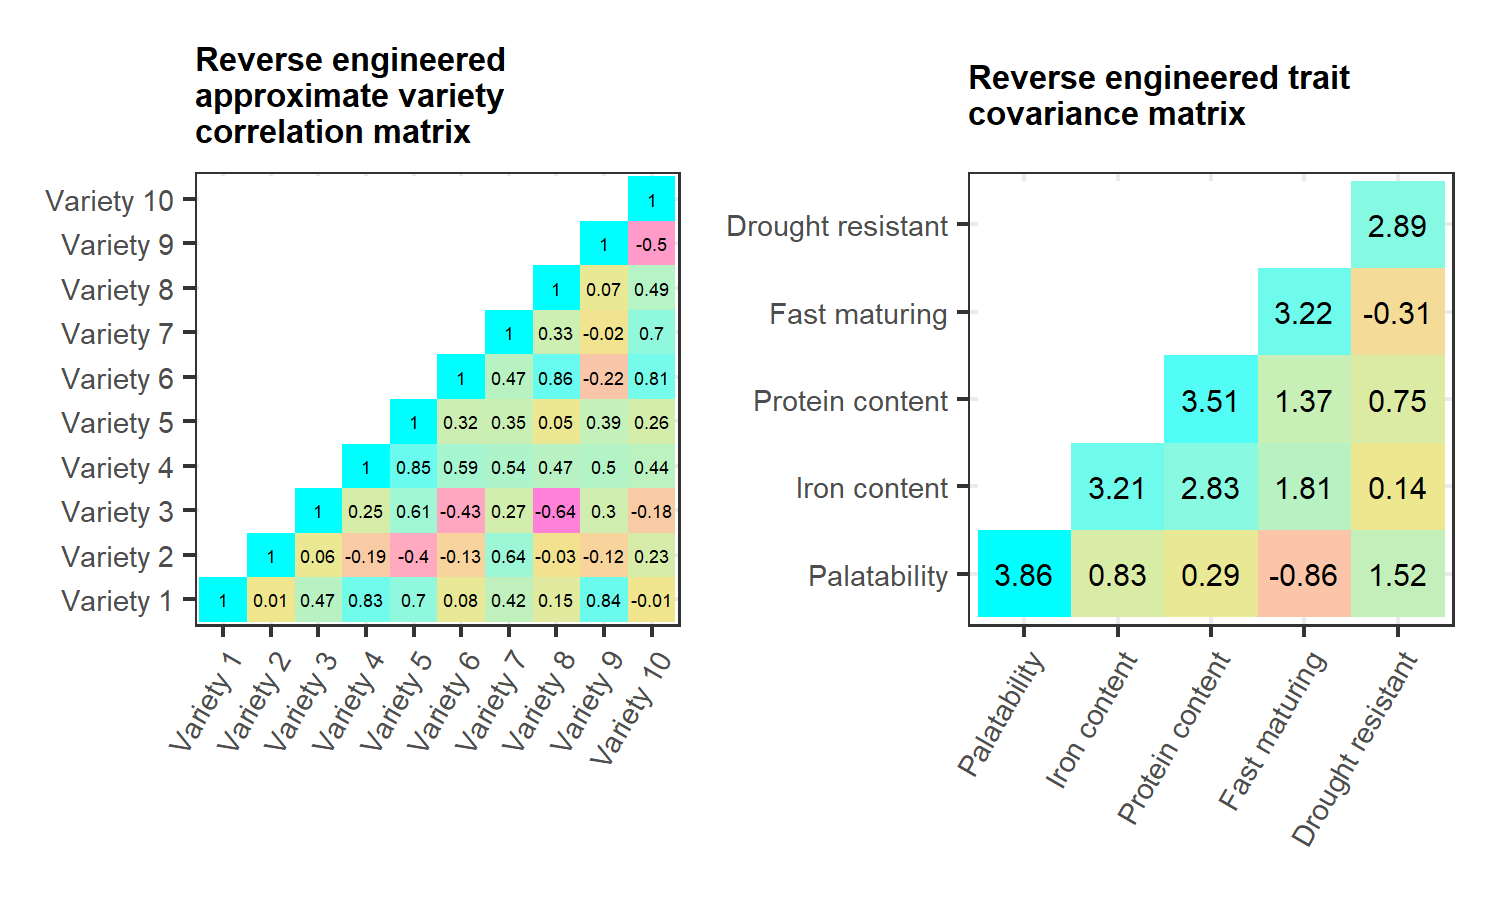 Reverse engineered
approximate variety
correlation matrix
Variety 10 1
Variety 9 1 -0.5
Variety 8 1 0.07 0.49
Variety 7 1 0.33 -0.02 0.7
Variety 6 1 0.47 0.86 -0.22 0.81
Variety 5 1 0.32 0.35 0.05 0.39 0.26
Variety 4 1 0.85 0.59 0.54 0.47 0.5 0.44
Variety 3 1 0.25 0.61 -0.43 0.27 -0.64 0.3 -0.18
Variety 2 1 0.06 -0.19 -0.4 -0.13 0.64 -0.03 -0.12 0.23
Variety 1 1 0.01 0.47 0.83 0.7 0.08 0.42 0.15 0.84 -0.01
Variety 1
Variety 2
Variety 3
Variety 4
Variety 5
Variety 6
Variety 7
Variety 8
Variety 9
Variety 10
Reverse engineered trait
covariance matrix
Drought resistant 2.89
Fast maturing 3.22 -0.31
Protein content 3.51 1.37 0.75
Iron content 3.21 2.83 1.81 0.14
Palatability 3.86 0.83 0.29 -0.86 1.52
Palatability
Iron content
Protein content
Fast maturing
Drought resistant